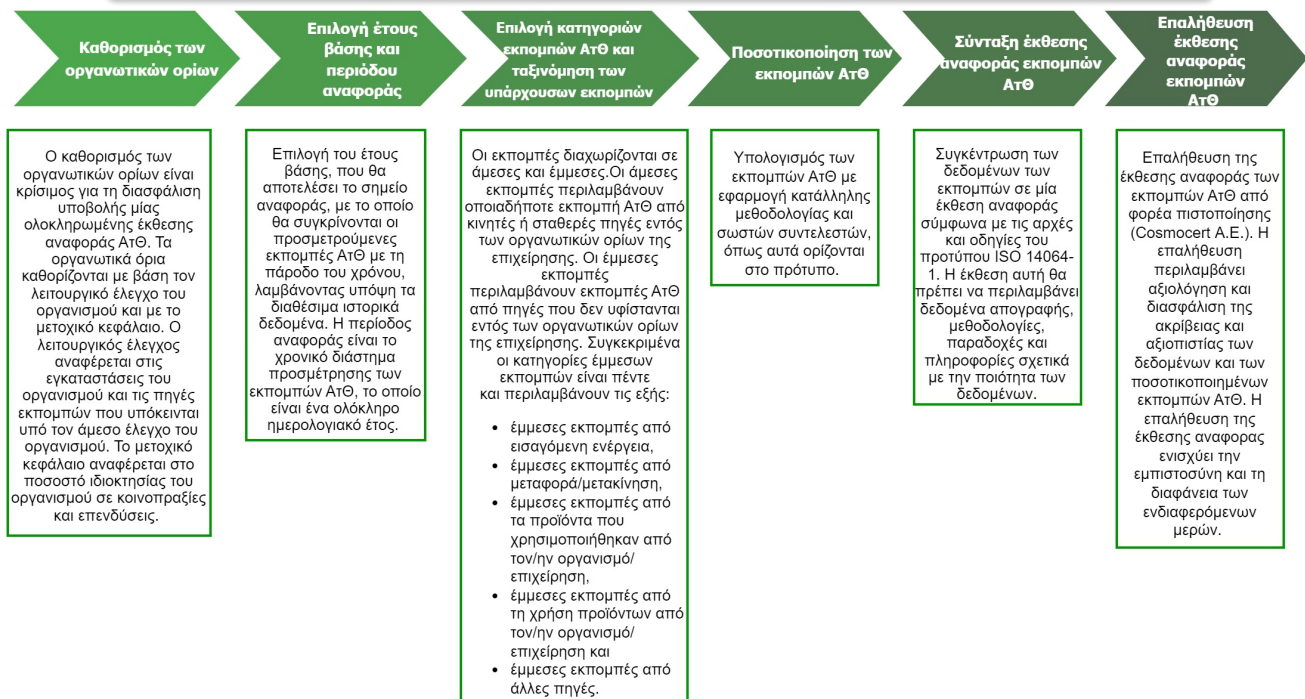 Καθορισμός των
οργανωτικών ορίων
Επιλογή έτους
βάσης και
περιόδου
αναφοράς
Επιλογή κατηγοριών
εκπομπών ΑτΘ και
ταξινόμηση των
υπάρχουσων εκπομπών
Ποσοτικοποίηση των
εκπομπών ΑτΘ
Σύνταξη έκθεσης
αναφοράς εκπομπών
ΑτΘ
Επαλήθευση
έκθεσης
αναφοράς
εκπομπών
ΑτΘ
Ο καθορισμός των
οργανωτικών ορίων είναι
κρίσιμος για τη διασφάλιση
υποβολής μίας
ολοκληρωμένης έκθεσης
αναφοράς ΑτΘ. Τα
οργανωτικά όρια
καθορίζονται με βάση τον
λειτουργικό έλεγχο του
οργανισμού και με το
μετοχικό κεφάλαιο. Ο
λειτουργικός έλεγχος
αναφέρεται στις
εγκαταστάσεις του
οργανισμού και τις πηγές
εκπομπών που υπόκεινται
υπό τον άμεσο έλεγχο του
οργανισμού. Το μετοχικό
κεφάλαιο αναφέρεται στο
ποσοστό ιδιοκτησίας του
οργανισμού σε κοινοπραξίες
και επενδύσεις.
Επιλογή του έτους
βάσης, που θα
αποτελέσει το σημείο
αναφοράς, με το οποίο
θα συγκρίνονται οι
προσμετρούμενες
εκπομπές ΑτΘ με τη
πάροδο του χρόνου,
λαμβάνοντας υπόψη τα
διαθέσιμα ιστορικά
δεδομένα. Η περίοδος
αναφοράς είναι το
χρονικό διάστημα
προσμέτρησης των
εκπομπών ΑτΘ, το οποίο
είναι ένα ολόκληρο
ημερολογιακό έτος.
Οι εκπομπές διαχωρίζονται σε
άμεσες και έμμεσες.Οι άμεσες
εκπομπές περιλαμβάνουν
οποιαδήποτε εκπομπή ΑτΘ από
κινητές ή σταθερές πηγές εντός
των οργανωτικών ορίων της
επιχείρησης. Οι έμμεσες
εκπομπές
περιλαμβάνουν εκπομπές ΑτΘ
από πηγές που δεν υφίστανται
εντός των οργανωτικών ορίων
της επιχείρησης. Συγκεκριμένα
οι κατηγορίες έμμεσων
εκπομπών είναι πέντε
και περιλαμβάνουν τις εξής:
• έμμεσες εκπομπές από
εισαγόμενη ενέργεια,
• έμμεσες εκπομπές από
μεταφορά/μετακίνηση,
• έμμεσες εκπομπές από
τα προϊόντα που
χρησιμοποιήθηκαν από
τον/ην οργανισμό/
επιχείρηση,
• έμμεσες εκπομπές από
τη χρήση προϊόντων από
τον/ην οργανισμό/
επιχείρηση και
• έμμεσες εκπομπές από
άλλες πηγές.
Υπολογισμός των
εκπομπών ΑτΘ με
εφαρμογή κατάλληλης
μεθοδολογίας και
σωστών συντελεστών,
όπως αυτά ορίζονται
στο πρότυπο.
Συγκέντρωση των
δεδομένων των
εκπομπών σε μία
έκθεση αναφοράς
σύμφωνα με τις αρχές
και οδηγίες του
προτύπου ISO 14064-
1. Η έκθεση αυτή θα
πρέπει να περιλαμβάνει
δεδομένα απογραφής,
μεθοδολογίες,
παραδοχές και
πληροφορίες σχετικά
με την ποιότητα των
δεδομένων.
Επαλήθευση της
έκθεσης αναφοράς των
εκπομπών ΑτΘ από
φορέα πιστοποίησης
(Cosmocert Α.Ε.). Η
επαλήθευση
περιλαμβάνει
αξιολόγηση και
διασφάλιση της
ακρίβειας και
αξιοπιστίας των
δεδομένων και των
ποσοτικοποιημένων
εκπομπών ΑτΘ. Η
επαλήθευση της
έκθεσης αναφορας
ενισχύει την
εμπιστοσύνη και τη
διαφάνεια των
ενδιαφερόμενων
μερών.